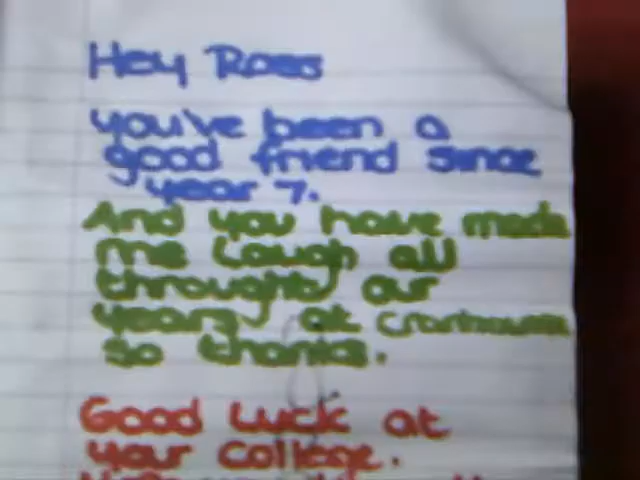 Hey Ross
you've been a
good friend since
year 7.
And you have made
me laugh all
throught our
years at
so thanks.
Good Luck at
your college.